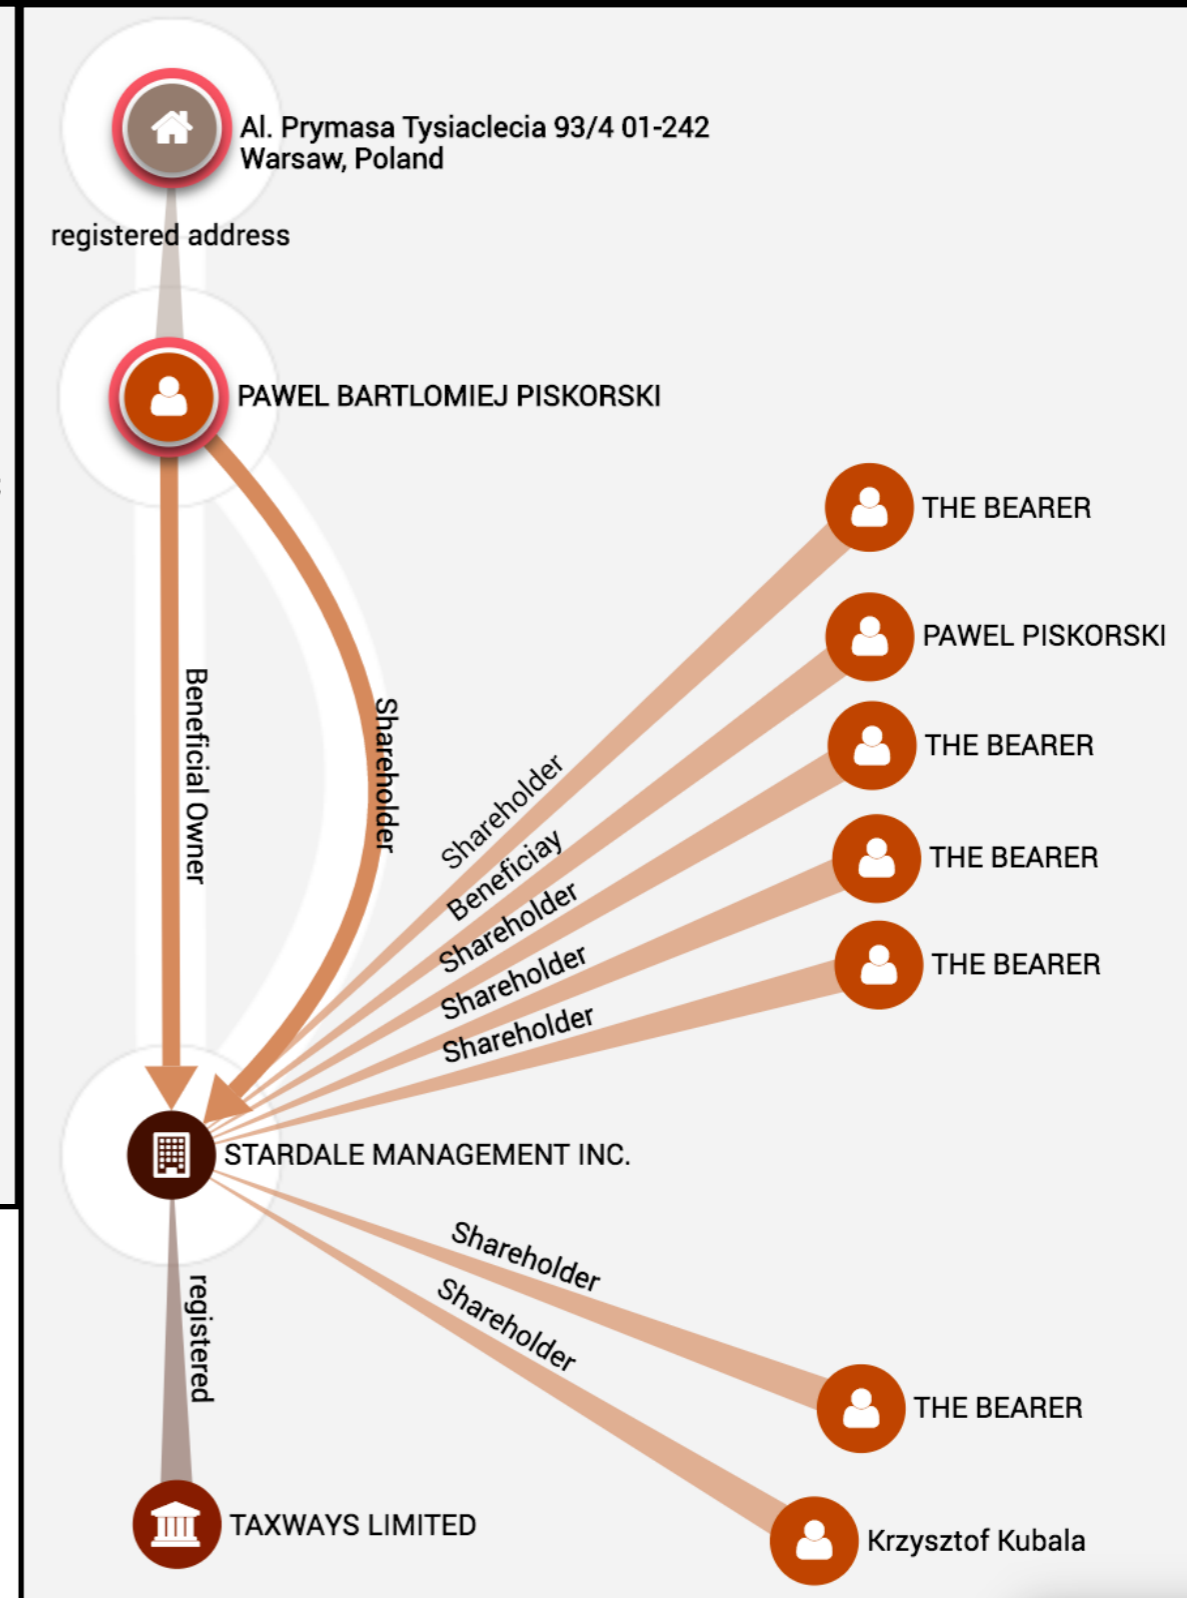 Al. Prymasa Tysiaclecia 93/4 01-242
Warsaw, Poland
registered address
PAWEL BARTLOMIEJ PISKORSKI
THE BEARER
PAWEL PISKORSKI
THE BEARER
THE BEARER
THE BEARER
Beneficial Owner
Shareholder
Shareholder
Beneficiay
Shareholder
Shareholder
Shareholder
STARDALE MANAGEMENT INC.
Shareholder
Shareholder
registered
THE BEARER
TAXWAYS LIMITED
Krzysztof Kubala